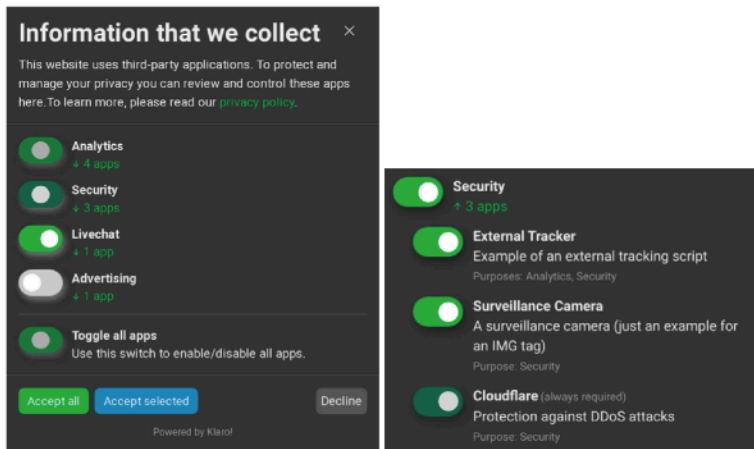 Information that we collect ×
This website uses third-party applications. To protect and
manage your privacy you can review and control these apps
here.To learn more, please read our privacy policy.
Analytics
↓ 4 apps
Security
↓ 3 apps
Livechat
↓ 1 app
Advertising
↓ 1 app
Toggle all apps
Use this switch to enable/disable all apps.
Accept all Accept selected Decline
Powered by Klaro!
Security
↑ 3 apps
External Tracker
Example of an external tracking script
Purposes: Analytics, Security
Surveillance Camera
A surveillance camera (just an example for
an IMG tag)
Purpose: Security
Cloudflare (always required)
Protection against DDoS attacks
Purpose: Security